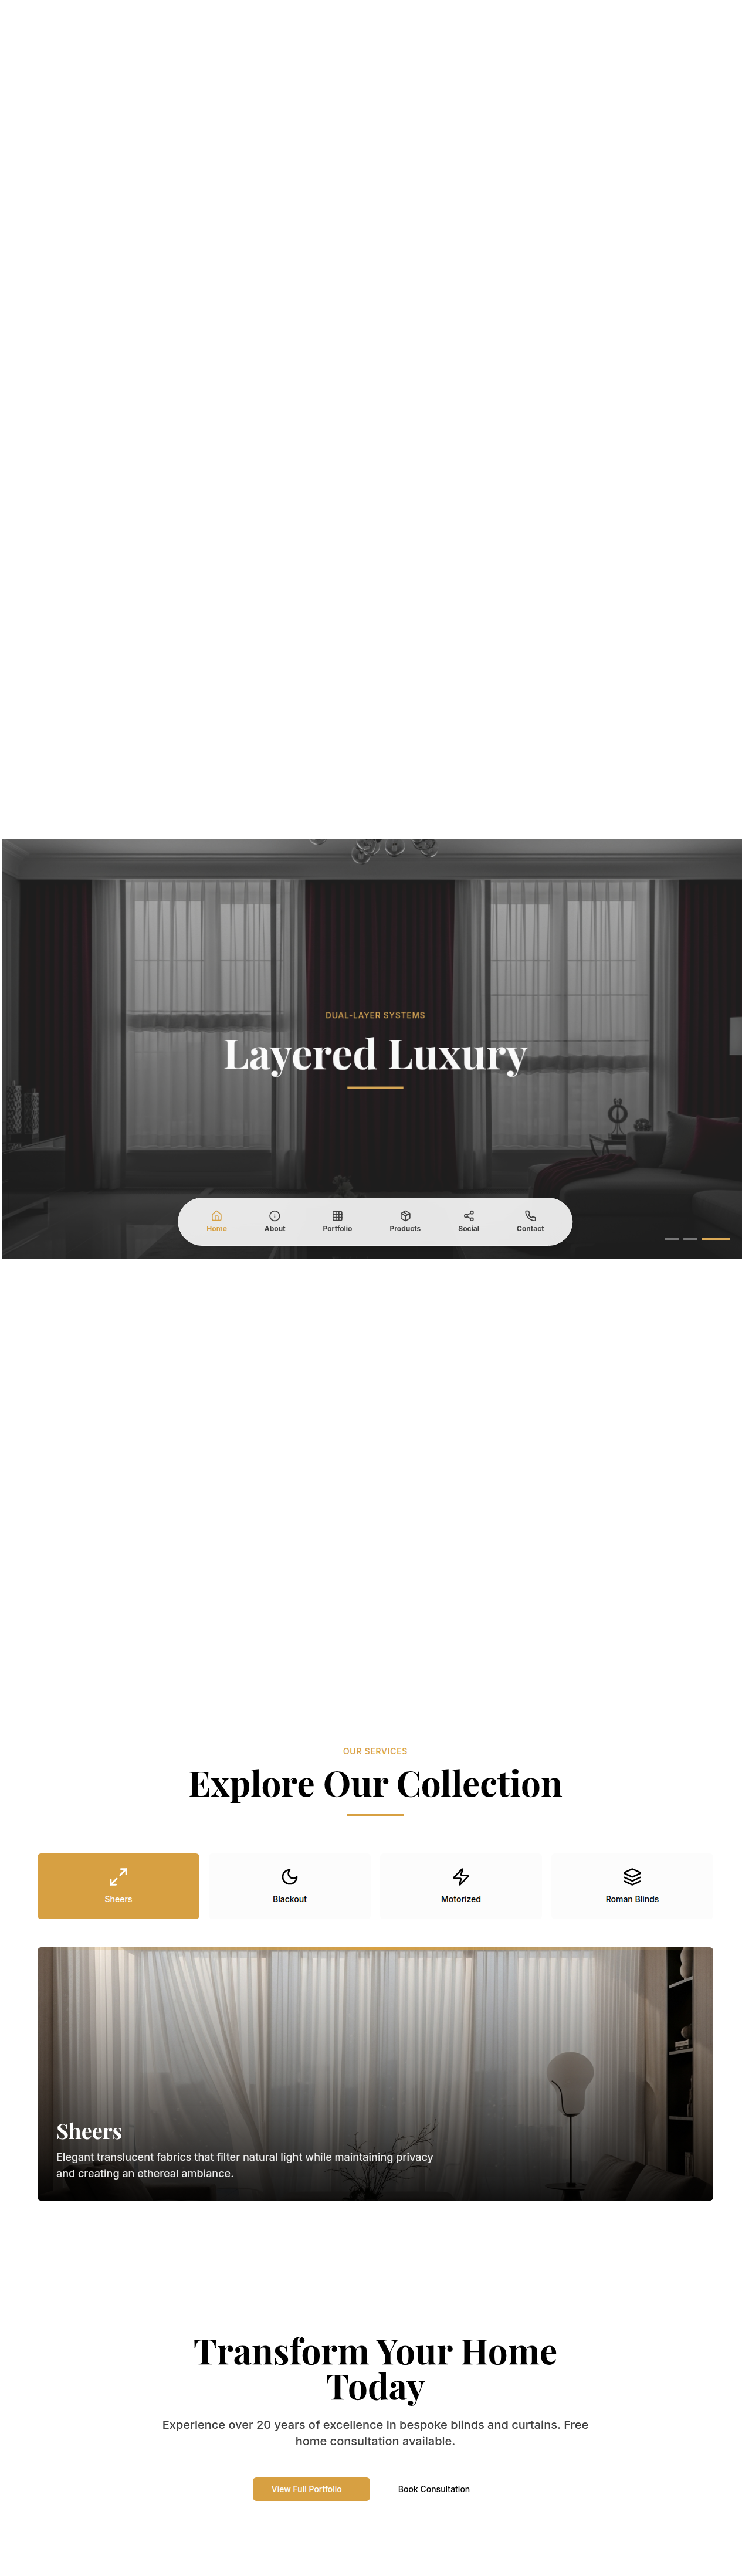 DUAL-LAYER SYSTEMS
Layered Luxury
Home
About
Portfolio
Products
Social
Contact
OUR SERVICES
Explore Our Collection
Sheers
Blackout
Motorized
Roman Blinds
Sheers
Elegant translucent fabrics that filter natural light while maintaining privacy
and creating an ethereal ambiance.
Transform Your Home
Today
Experience over 20 years of excellence in bespoke blinds and curtains. Free
home consultation available.
View Full Portfolio
Book Consultation